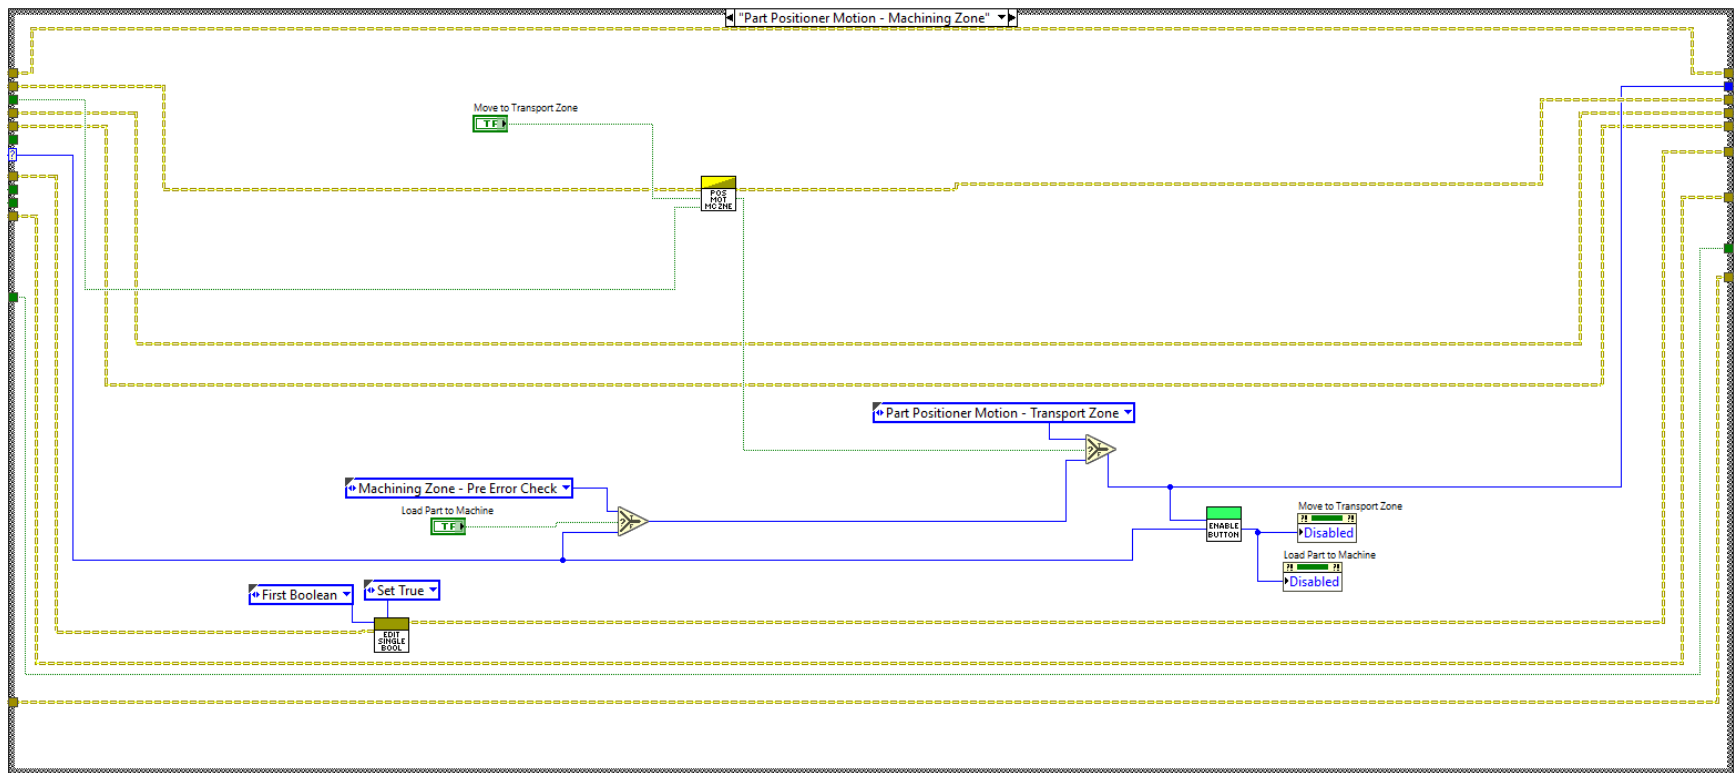 "Part Positioner Motion - Machining Zone"
Move to Transport Zone
TF
POS
MOT
MCZNE
Part Positioner Motion - Transport Zone
? T F
Machining Zone - Pre Error Check
Load Part to Machine
TF
? T F
ENABLE
BUTTON
Move to Transport Zone
?! ?!
Disabled
Load Part to Machine
?! ?!
Disabled
First Boolean
Set True
EDIT
SINGLE
BOOL
?